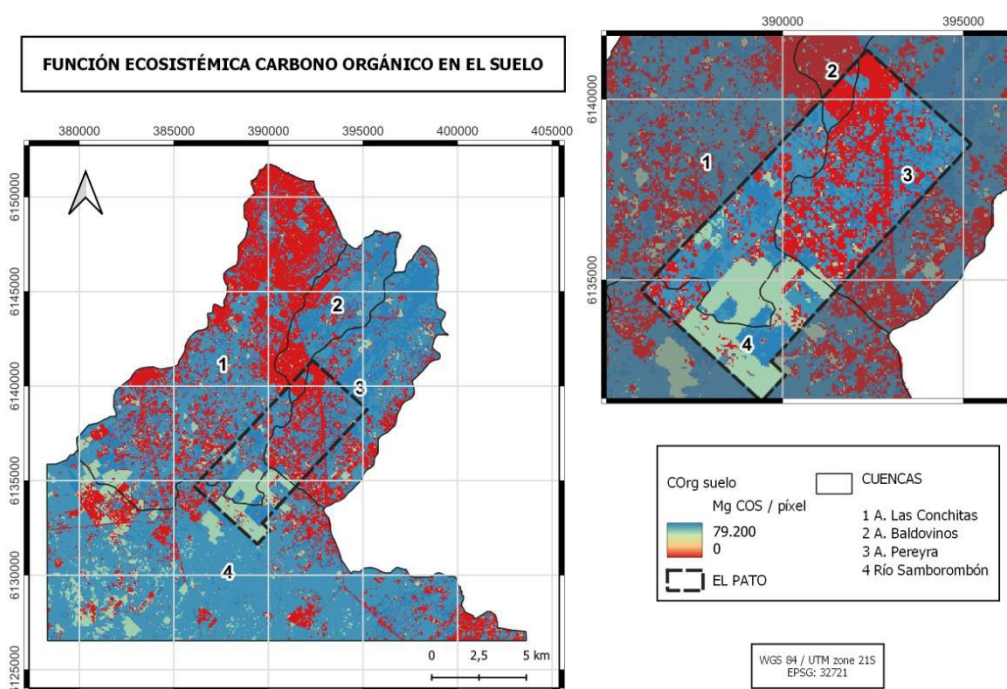 FUNCIÓN ECOSISTÉMICA CARBONO ORGÁNICO EN EL SUELO
380000 385000 390000 395000 400000 405000
6150000
6145000
6140000
6135000
6130000
6125000
1
2
3
4
0 2,5 5 km
390000 395000
6140000
6135000
2
1
3
4
COrg suelo
Mg COS / píxel
79.200
0
EL PATO
CUENCAS
1 A. Las Conchitas
2 A. Baldovinos
3 A. Pereyra
4 Río Samborombón
WGS 84 / UTM zone 21S
EPSG: 32721